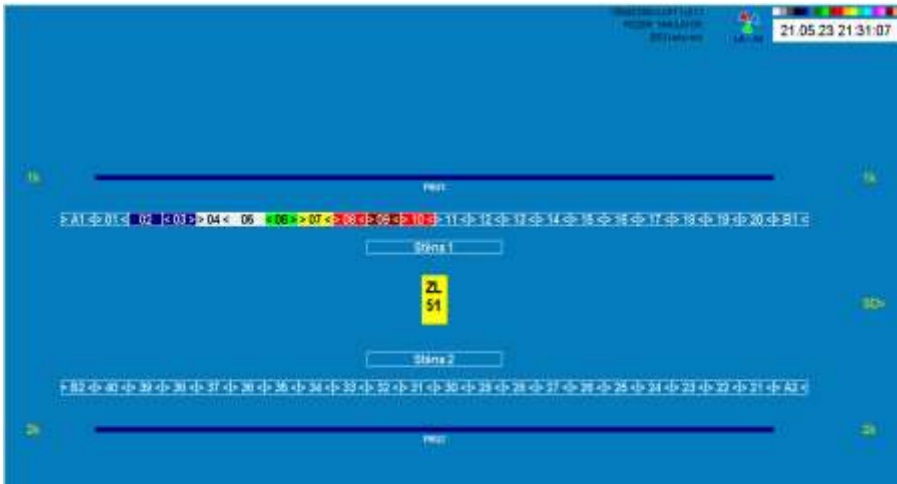 21.05.23 21:31:07
1k 1k
> A1 <> 01 < 02 < 03 > > 04 < 05 < 06 > > 07 < > 08 < > 09 < > 10 < > 11 <> 12 <> 13 <> 14 <> 15 <> 16 <> 17 <> 18 <> 19 <> 20 <> B1 <
Stěna 1
ZL
51
Stěna 2
> B2 <> 40 <> 39 <> 38 <> 37 <> 36 <> 35 <> 34 <> 33 <> 32 <> 31 <> 30 <> 29 <> 28 <> 27 <> 26 <> 25 <> 24 <> 23 <> 22 <> 21 <> A2 <
2k 2k